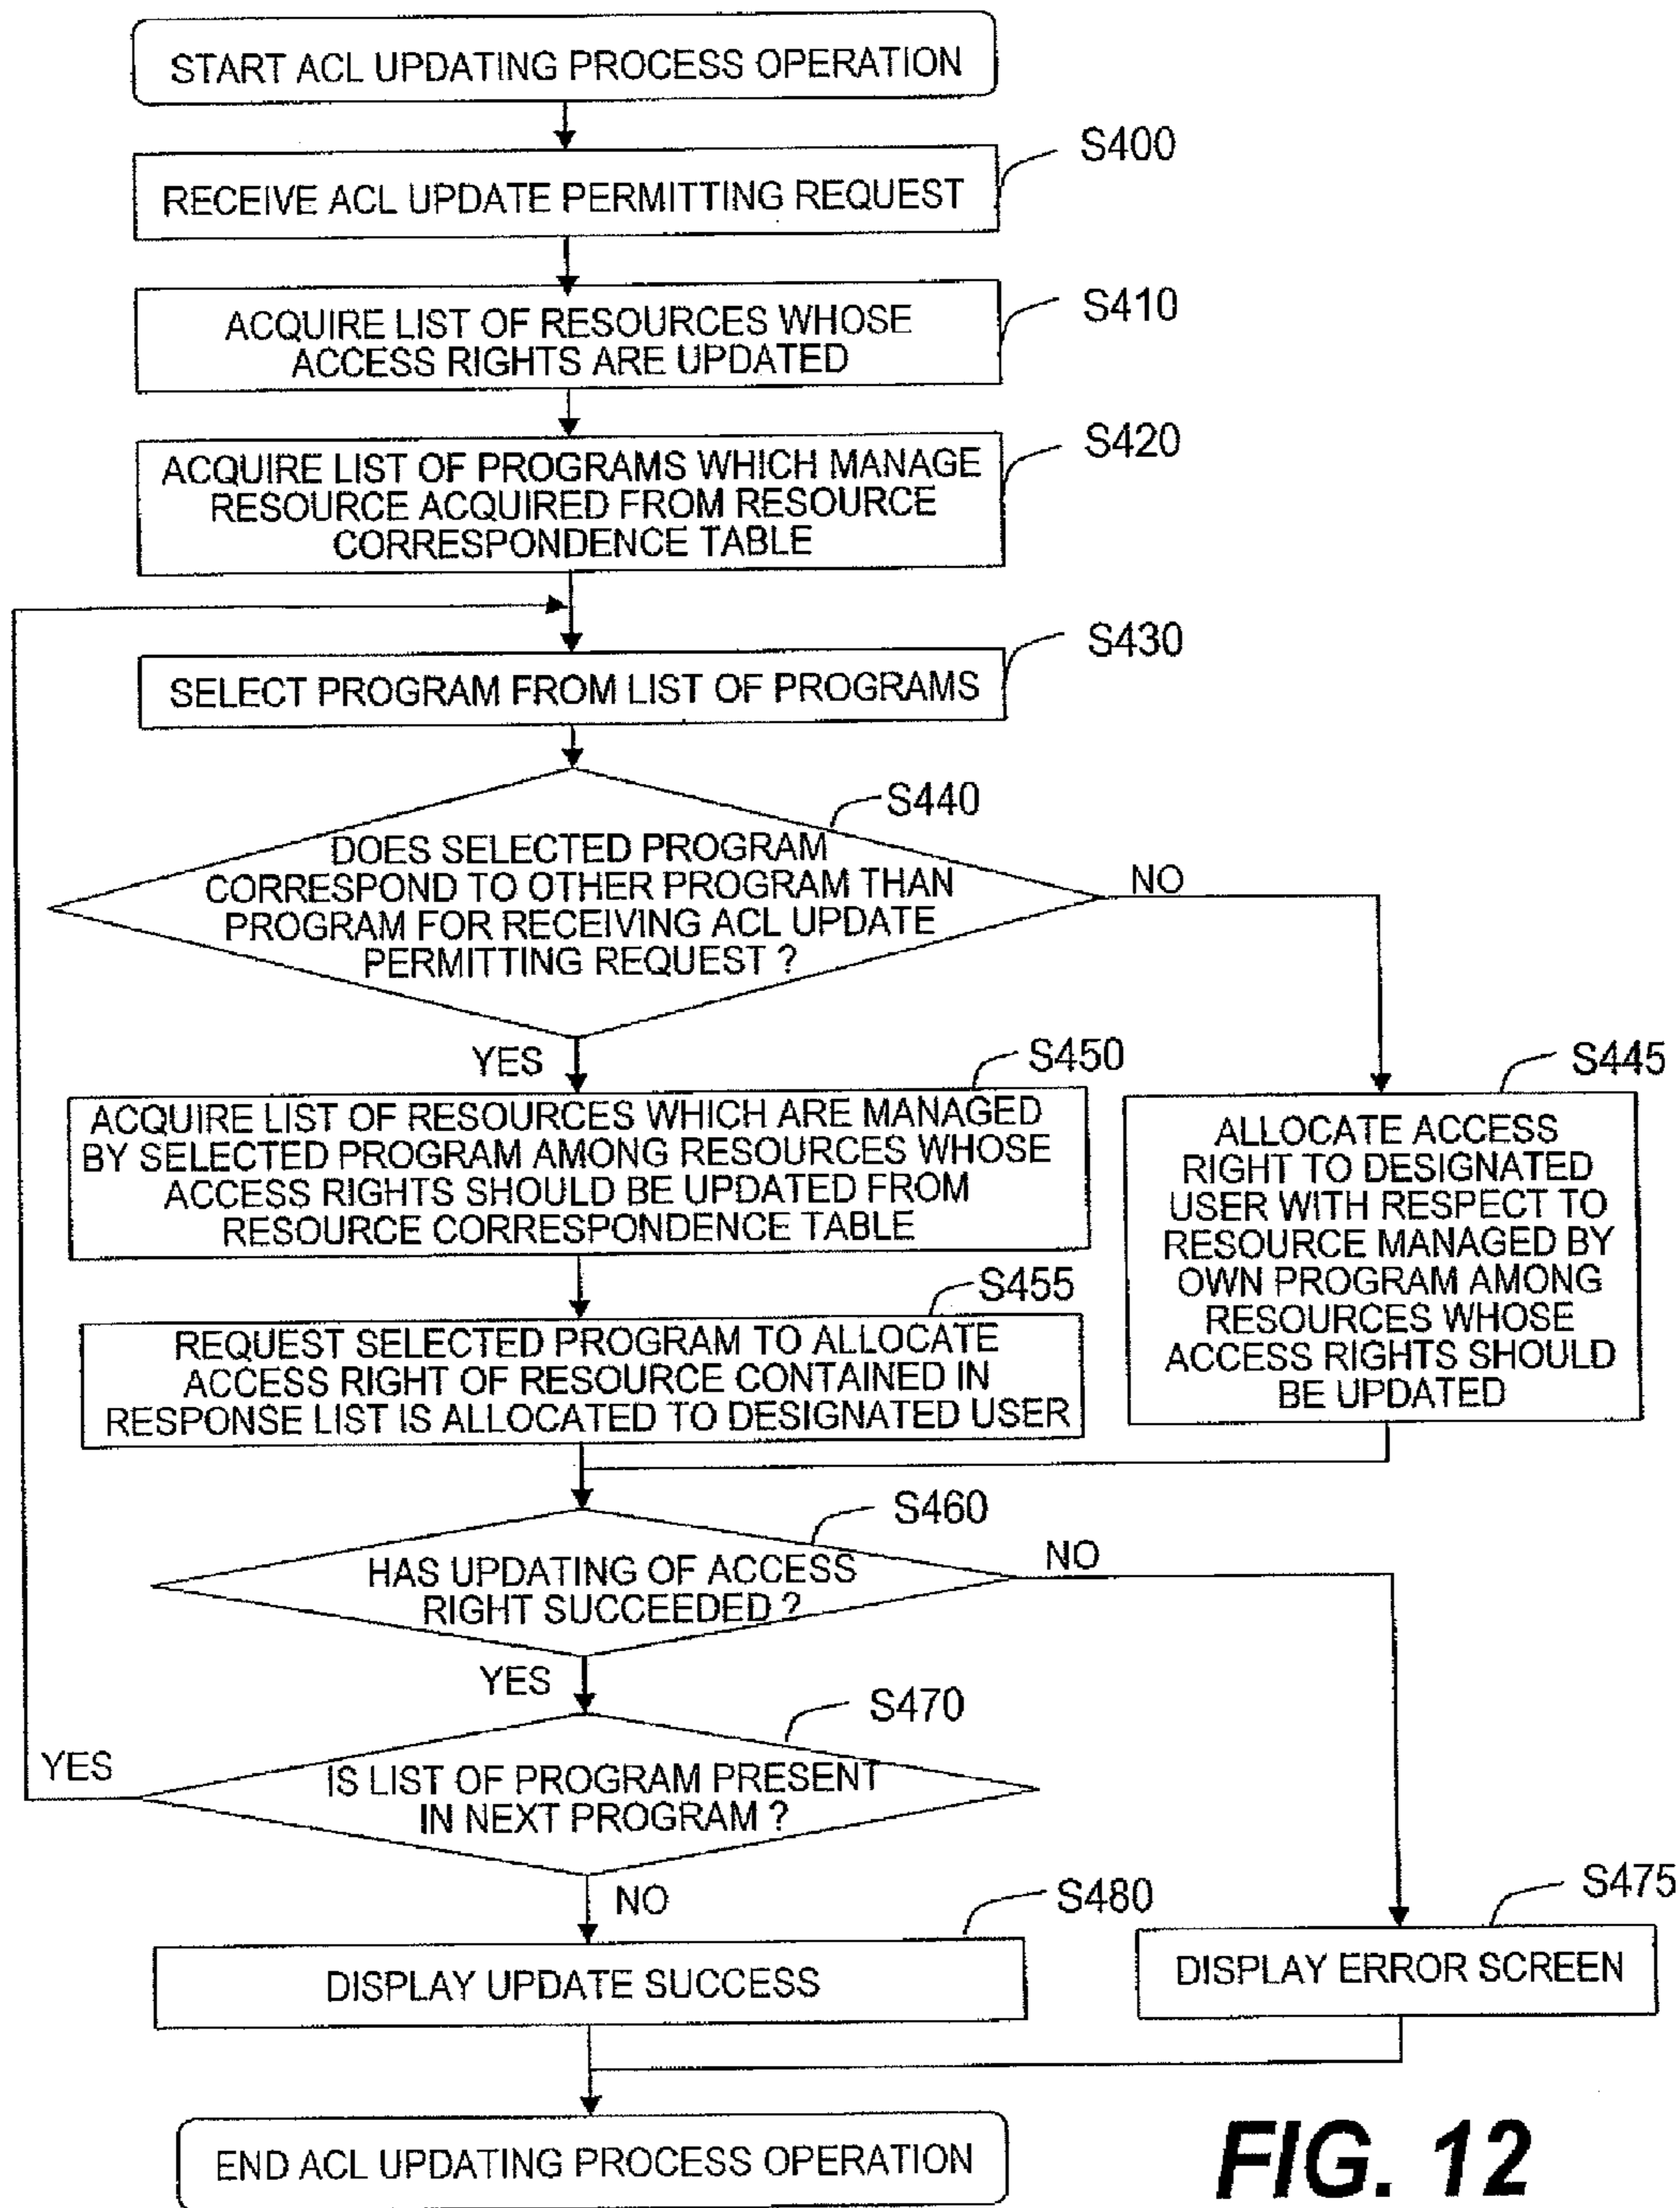 START ACL UPDATING PROCESS OPERATION
S400
RECEIVE ACL UPDATE PERMITTING REQUEST
S410
ACQUIRE LIST OF RESOURCES WHOSE
ACCESS RIGHTS ARE UPDATED
S420
ACQUIRE LIST OF PROGRAMS WHICH MANAGE
RESOURCE ACQUIRED FROM RESOURCE
CORRESPONDENCE TABLE
S430
SELECT PROGRAM FROM LIST OF PROGRAMS
S440
DOES SELECTED PROGRAM
CORRESPOND TO OTHER PROGRAM THAN
PROGRAM FOR RECEIVING ACL UPDATE
PERMITTING REQUEST ?
NO
YES
S450
ACQUIRE LIST OF RESOURCES WHICH ARE MANAGED
BY SELECTED PROGRAM AMONG RESOURCES WHOSE
ACCESS RIGHTS SHOULD BE UPDATED FROM
RESOURCE CORRESPONDENCE TABLE
S445
ALLOCATE ACCESS
RIGHT TO DESIGNATED
USER WITH RESPECT TO
RESOURCE MANAGED BY
OWN PROGRAM AMONG
RESOURCES WHOSE
ACCESS RIGHTS SHOULD
BE UPDATED
S455
REQUEST SELECTED PROGRAM TO ALLOCATE
ACCESS RIGHT OF RESOURCE CONTAINED IN
RESPONSE LIST IS ALLOCATED TO DESIGNATED USER
S460
HAS UPDATING OF ACCESS
RIGHT SUCCEEDED ?
NO
YES
S470
IS LIST OF PROGRAM PRESENT
IN NEXT PROGRAM ?
YES
NO
S480
DISPLAY UPDATE SUCCESS
S475
DISPLAY ERROR SCREEN
END ACL UPDATING PROCESS OPERATION
FIG. 12